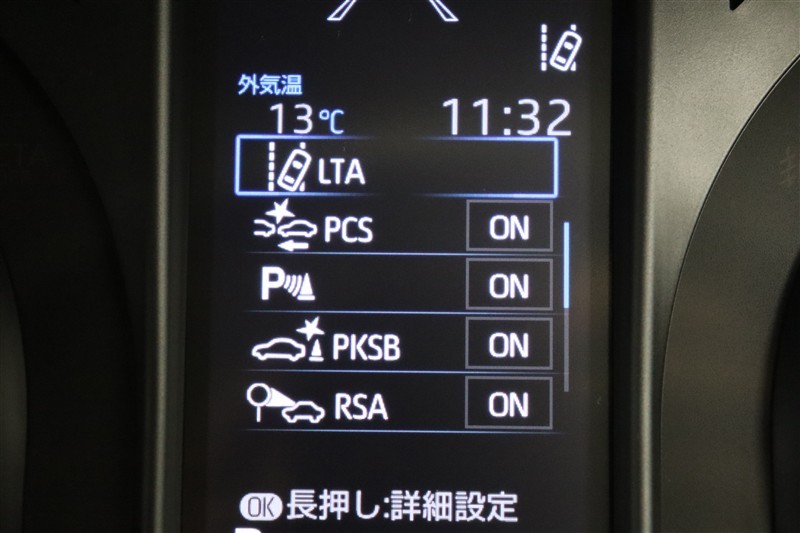 外気温
13℃ 11:32
LTA
PCS ON
P ON
PKSB ON
RSA ON
OK 長押し:詳細設定